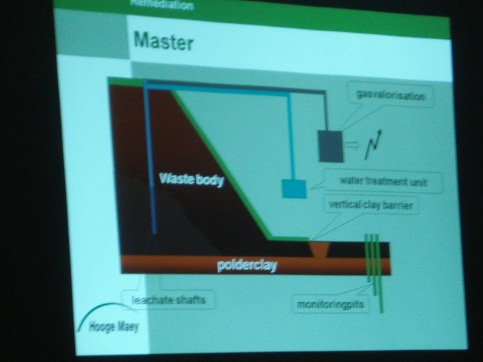 Remediation
Master
gasvalorisation
Waste body
water treatment unit
vertical clay barrier
polderclay
leachate shafts
monitoringpits
Hooge Maey